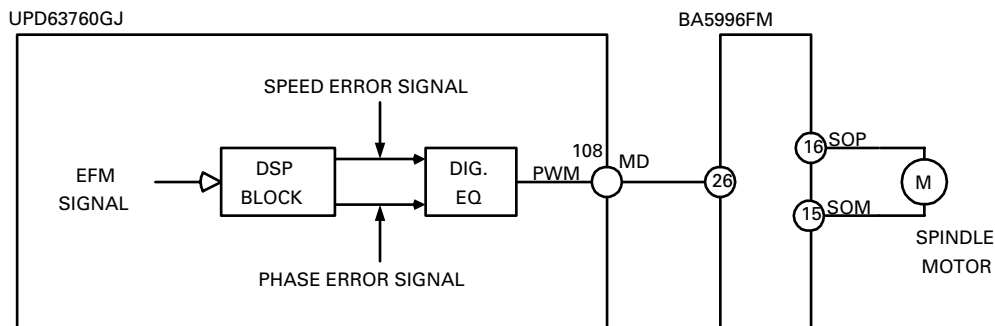 UPD63760GJ
BA5996FM
SPEED ERROR SIGNAL
EFM
SIGNAL
DSP
BLOCK
DIG.
EQ
PWM
108
MD
26
16
SOP
M
15
SOM
SPINDLE
MOTOR
PHASE ERROR SIGNAL